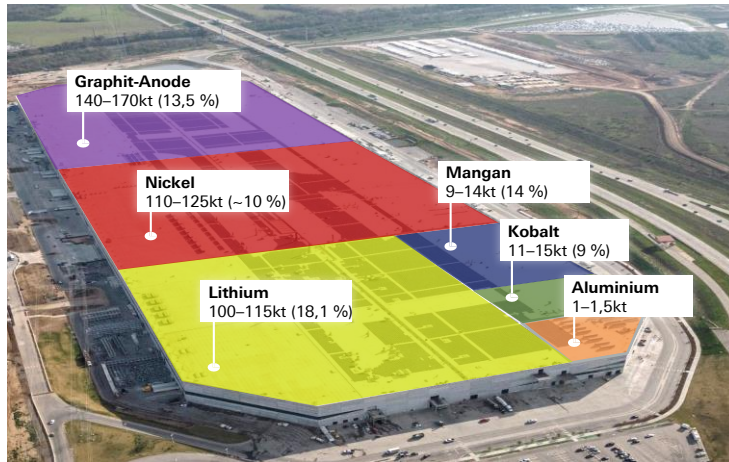 Graphit-Anode
140–170kt (13,5 %)
Nickel
110–125kt (~10 %)
Mangan
9–14kt (14 %)
Kobalt
11–15kt (9 %)
Lithium
100–115kt (18,1 %)
Aluminium
1–1,5kt